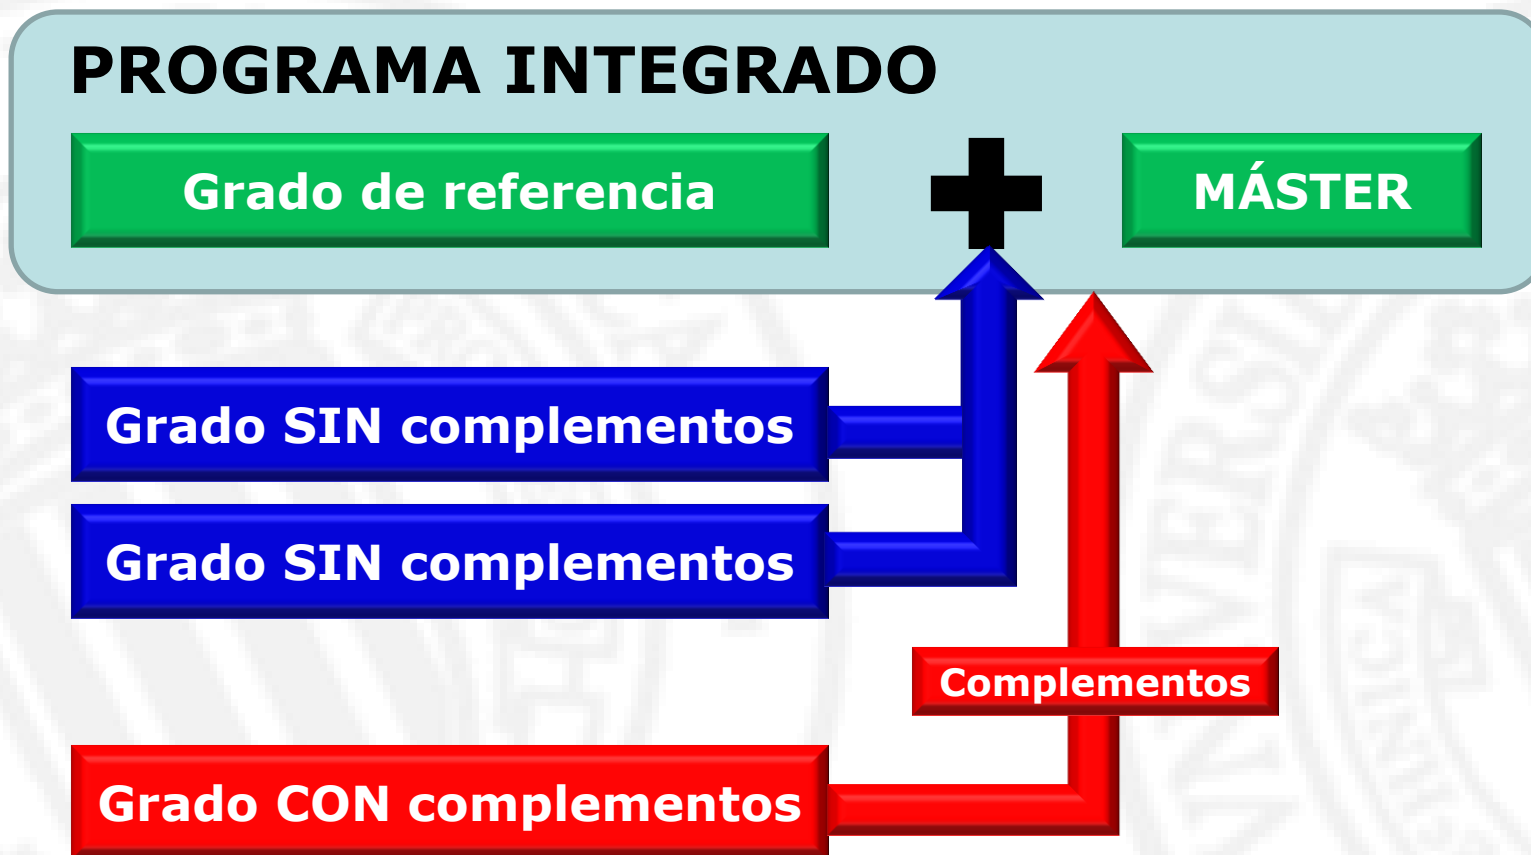 PROGRAMA INTEGRADO
Grado de referencia
MÁSTER
Grado SIN complementos
Grado SIN complementos
Complementos
Grado CON complementos